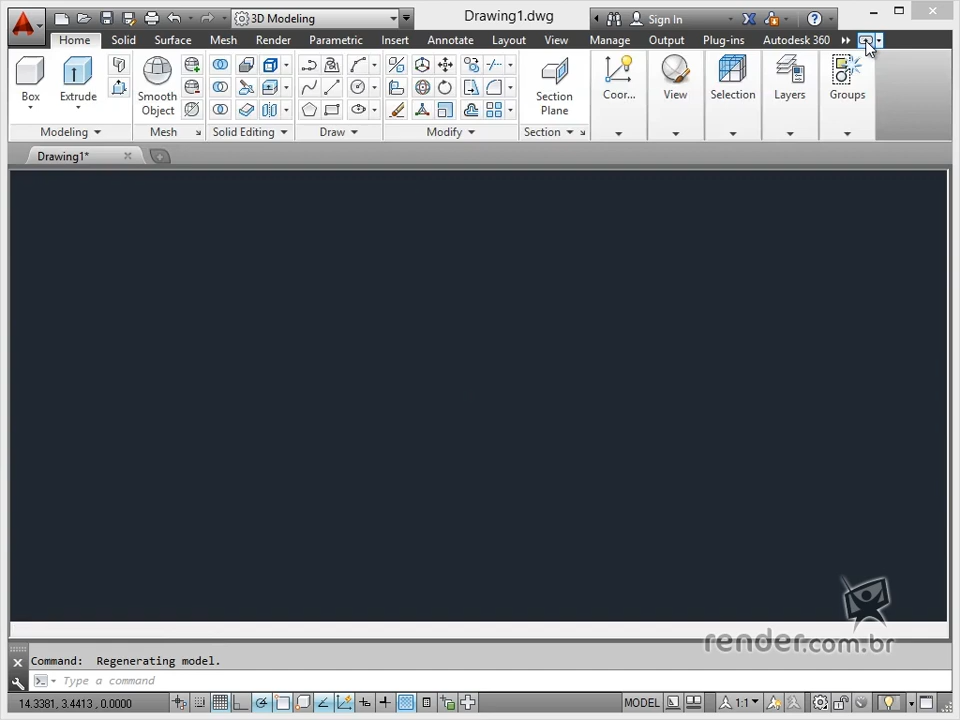 3D Modeling
Drawing1.dwg
Sign In
Home Solid Surface Mesh Render Parametric Insert Annotate Layout View Manage Output Plug-ins Autodesk 360
Box
Extrude
Smooth
Object
Section
Plane
Coor...
View
Selection
Layers
Groups
Modeling
Mesh
Solid Editing
Draw
Modify
Section
Drawing1*
render.com.br
Command: Regenerating model.
Type a command
14.3381, 3.4413, 0.0000
MODEL
1:1